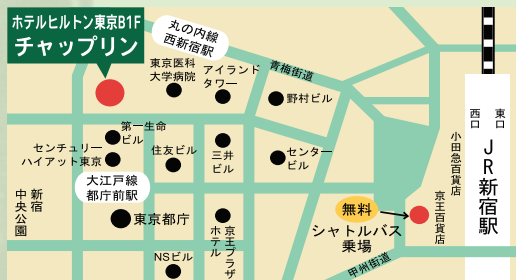 ホテルヒルトン東京B1F
チャップリン
丸の内線
西新宿駅
東京医科
大学病院
アイランド
タワー
青梅街道
野村ビル
第一生命
ビル
センチュリー
ハイアット東京
住友ビル
三井
ビル
センター
ビル
大江戸線
都庁前駅
新宿
中央公園
東京都庁
京王プラザ
ホテル
NSビル
無料
シャトルバス
乗場
甲州街道
京王百貨店
小田急百貨店
西口
東口
JR新宿駅